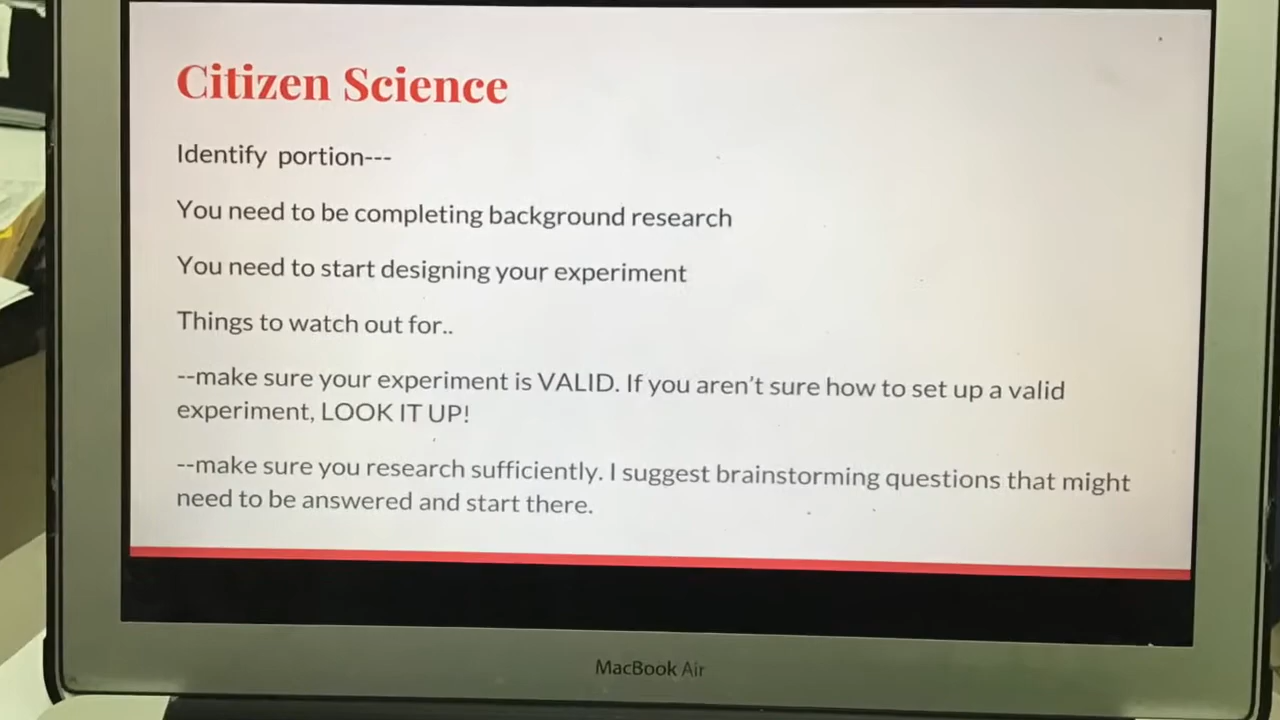 Citizen Science
Identify portion---
You need to be completing background research
You need to start designing your experiment
Things to watch out for..
--make sure your experiment is VALID. If you aren't sure how to set up a valid
experiment, LOOK IT UP!
--make sure you research sufficiently. I suggest brainstorming questions that might
need to be answered and start there.
MacBook Air